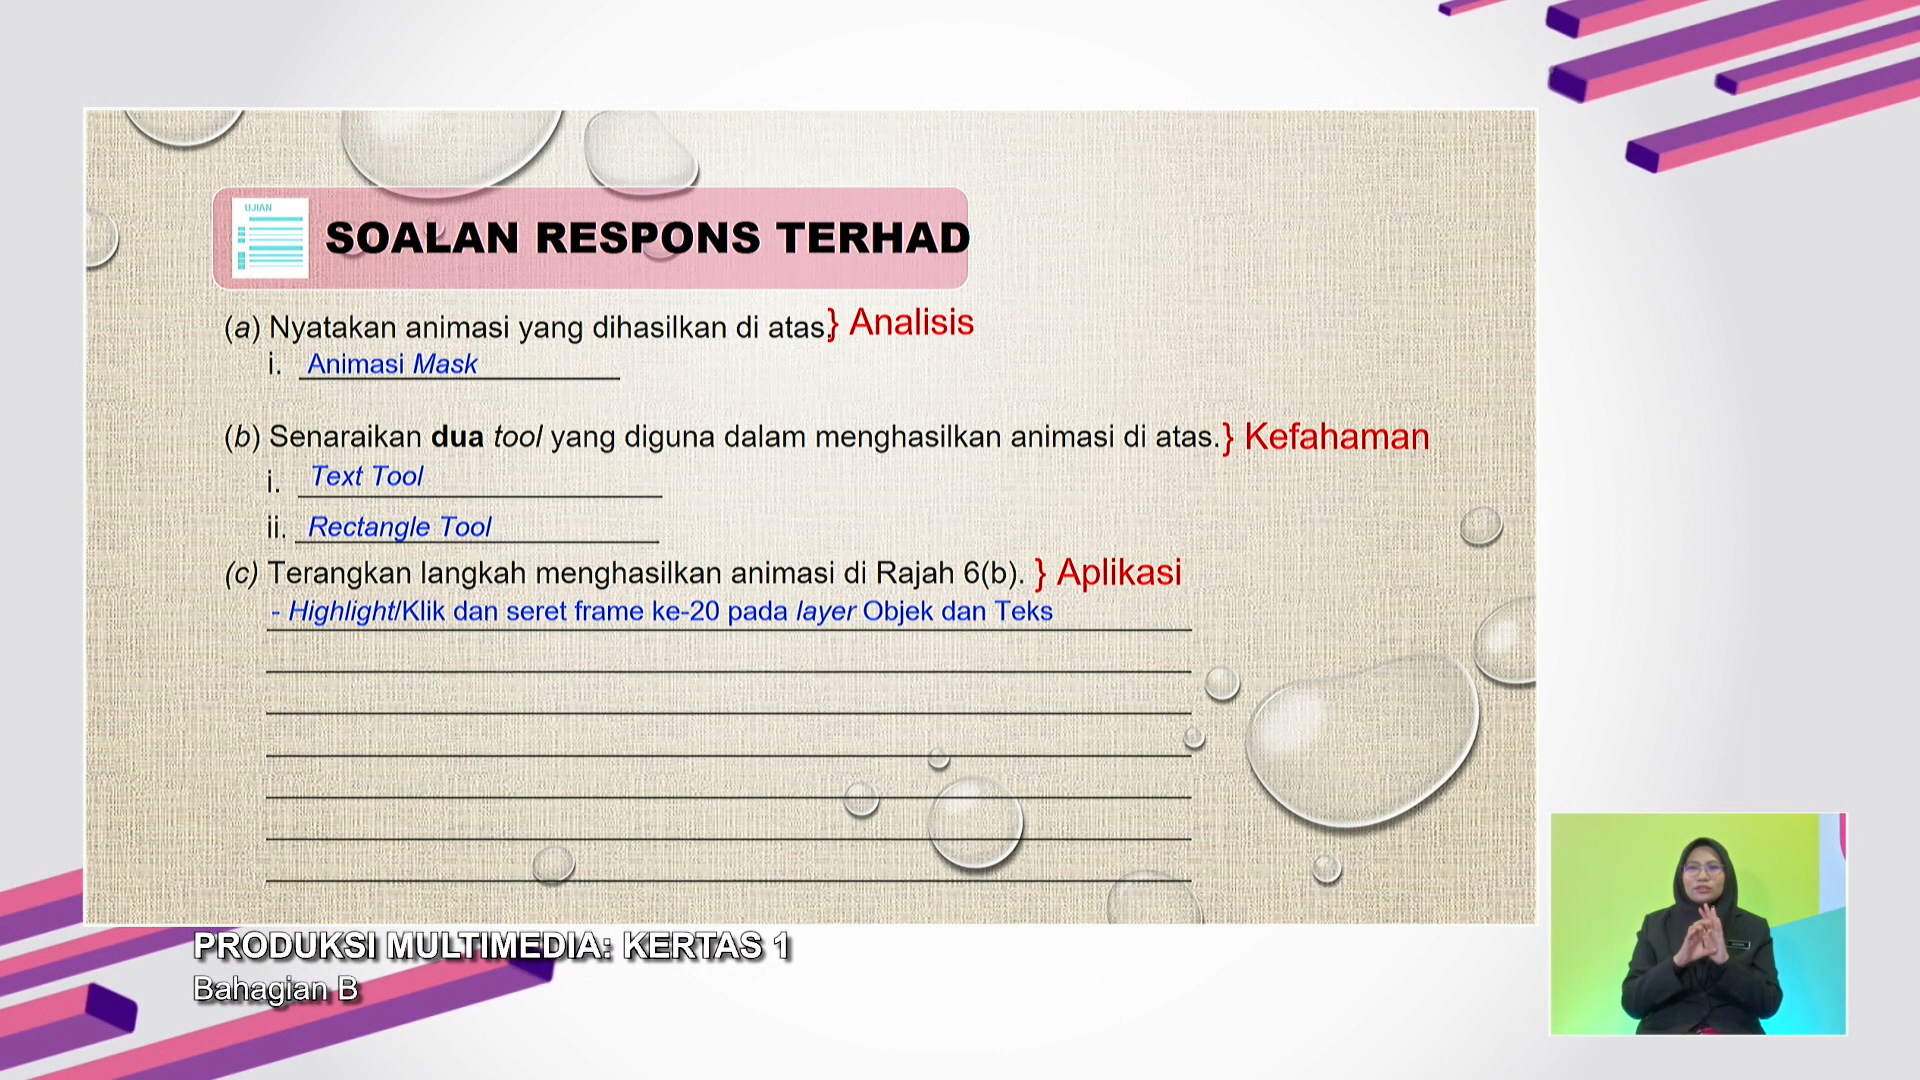 UJIAN
SOALAN RESPONS TERHAD
(a) Nyatakan animasi yang dihasilkan di atas.} Analisis
i. Animasi Mask
(b) Senaraikan dua tool yang diguna dalam menghasilkan animasi di atas.} Kefahaman
i. Text Tool
ii. Rectangle Tool
(c) Terangkan langkah menghasilkan animasi di Rajah 6(b). } Aplikasi
- Highlight/Klik dan seret frame ke-20 pada layer Objek dan Teks
PRODUKSI MULTIMEDIA: KERTAS 1
Bahagian B